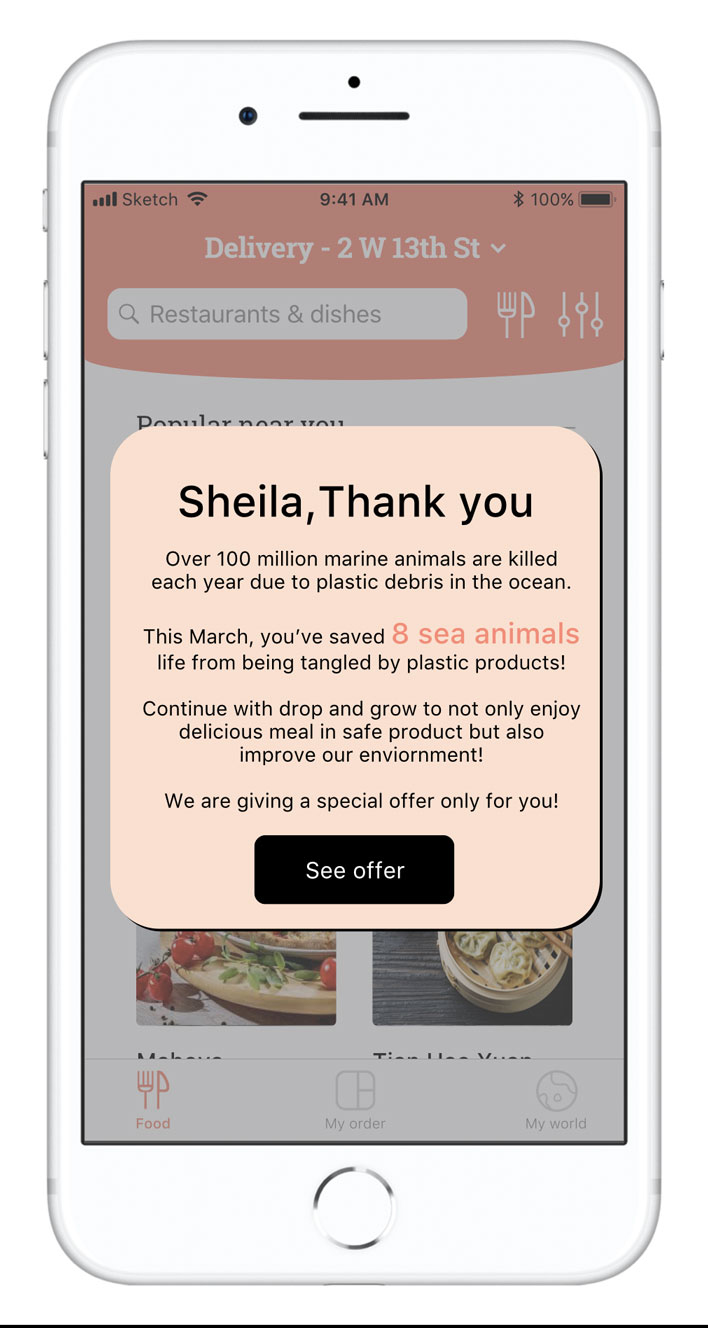 Sketch 9:41 AM 100%
Delivery - 2 W 13th St
Restaurants & dishes
Popular near you
Sheila,Thank you
Over 100 million marine animals are killed
each year due to plastic debris in the ocean.
This March, you’ve saved 8 sea animals
life from being tangled by plastic products!
Continue with drop and grow to not only enjoy
delicious meal in safe product but also
improve our enviornment!
We are giving a special offer only for you!
See offer
Food My order My world